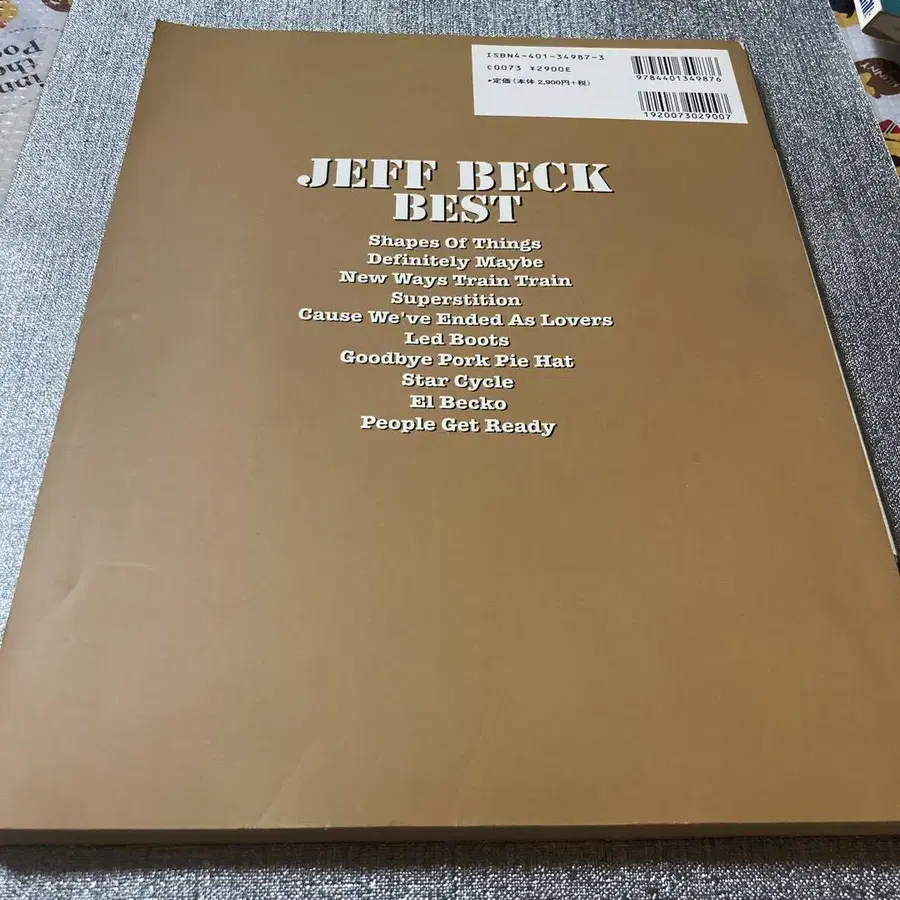 ISBN4-401-34987-3
C0073 ¥2900E
*定価(本体 2,900円+税)
9784401349876
1920073029007
JEFF BECK
BEST
Shapes Of Things
Definitely Maybe
New Ways Train Train
Superstition
Cause We've Ended As Lovers
Led Boots
Goodbye Pork Pie Hat
Star Cycle
El Becko
People Get Ready